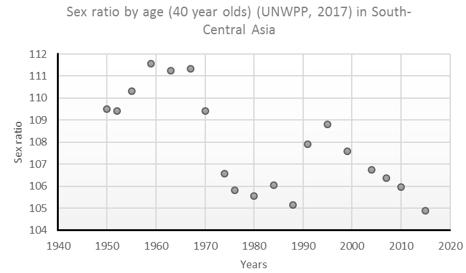 Sex ratio by age (40 year olds) (UNWPP, 2017) in South-
Central Asia
112
111
110
109
108
107
106
105
104
Sex ratio
1940 1950 1960 1970 1980 1990 2000 2010 2020
Years